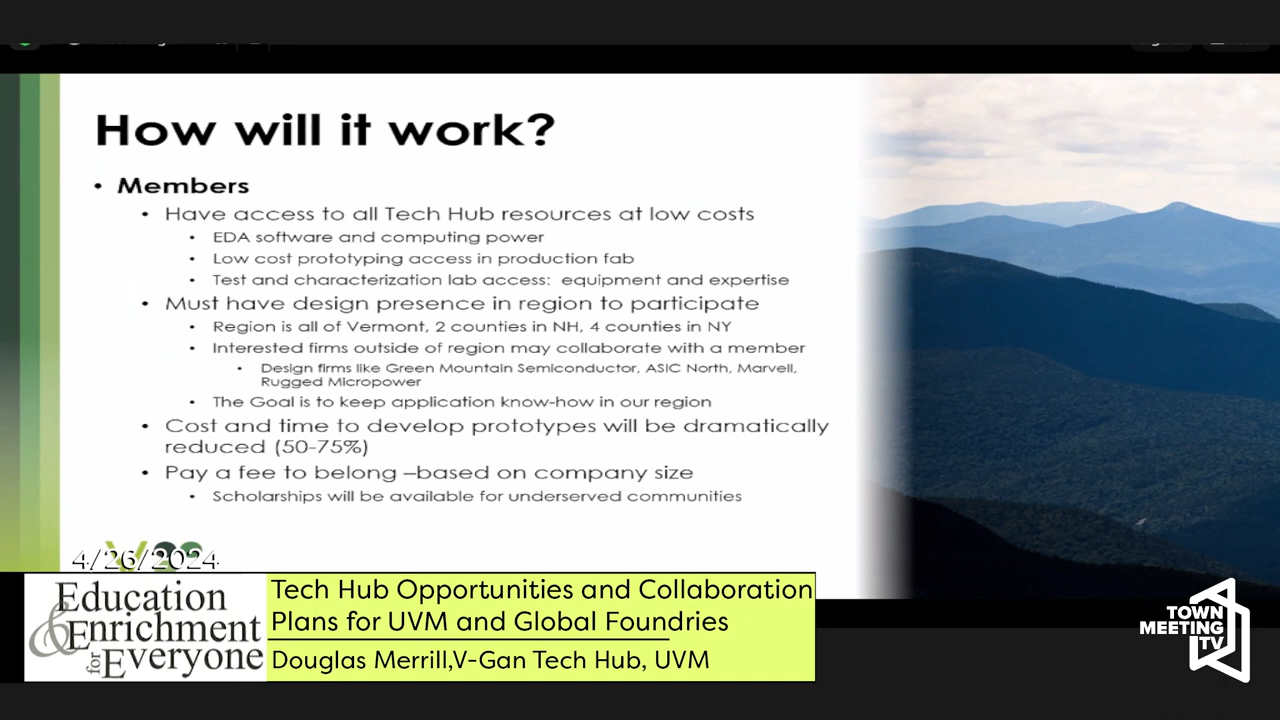 How will it work?
• Members
• Have access to all Tech Hub resources at low costs
• EDA software and computing power
• Low cost prototyping access in production fab
• Test and characterization lab access: equipment and expertise
• Must have design presence in region to participate
• Region is all of Vermont, 2 counties in NH, 4 counties in NY
• Interested firms outside of region may collaborate with a member
• Design firms like Green Mountain Semiconductor, ASIC North, Marvell,
Rugged Micropower
• The Goal is to keep application know-how in our region
• Cost and time to develop prototypes will be dramatically
reduced (50-75%)
• Pay a fee to belong –based on company size
• Scholarships will be available for underserved communities
4/26/2024
Education
& Enrichment
for Everyone
Tech Hub Opportunities and Collaboration
Plans for UVM and Global Foundries
Douglas Merrill,V-Gan Tech Hub, UVM
TOWN
MEETING
TV